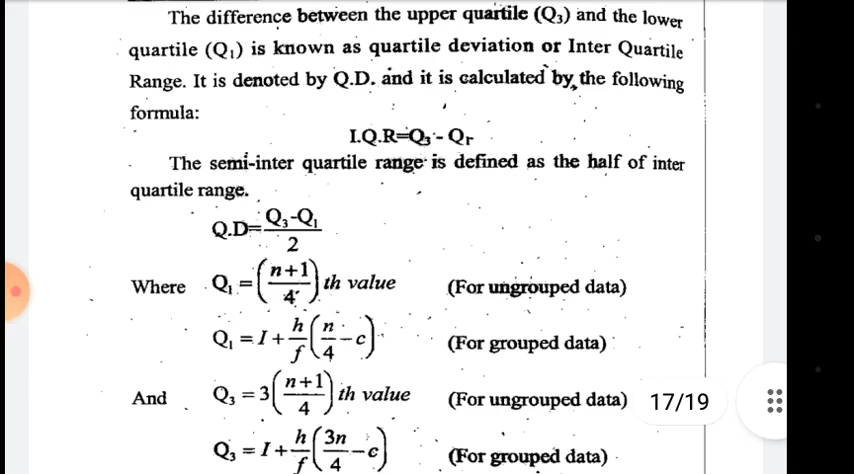 The difference between the upper quartile (Q₃) and the lower
quartile (Q₁) is known as quartile deviation or Inter Quartile
Range. It is denoted by Q.D. and it is calculated by, the following
formula:
I.Q.R=Q₃ - Q₁
The semi-inter quartile range is defined as the half of inter
quartile range.
Q.D=(Q₃-Q₁)/2
Where Q₁ = ((n+1)/4) th value (For ungrouped data)
Q₁ = I + h/f (n/4 - c) (For grouped data)
And Q₃ = 3((n+1)/4) th value (For ungrouped data) 17/19
Q₃ = I + h/f (3n/4 - c) (For grouped data)